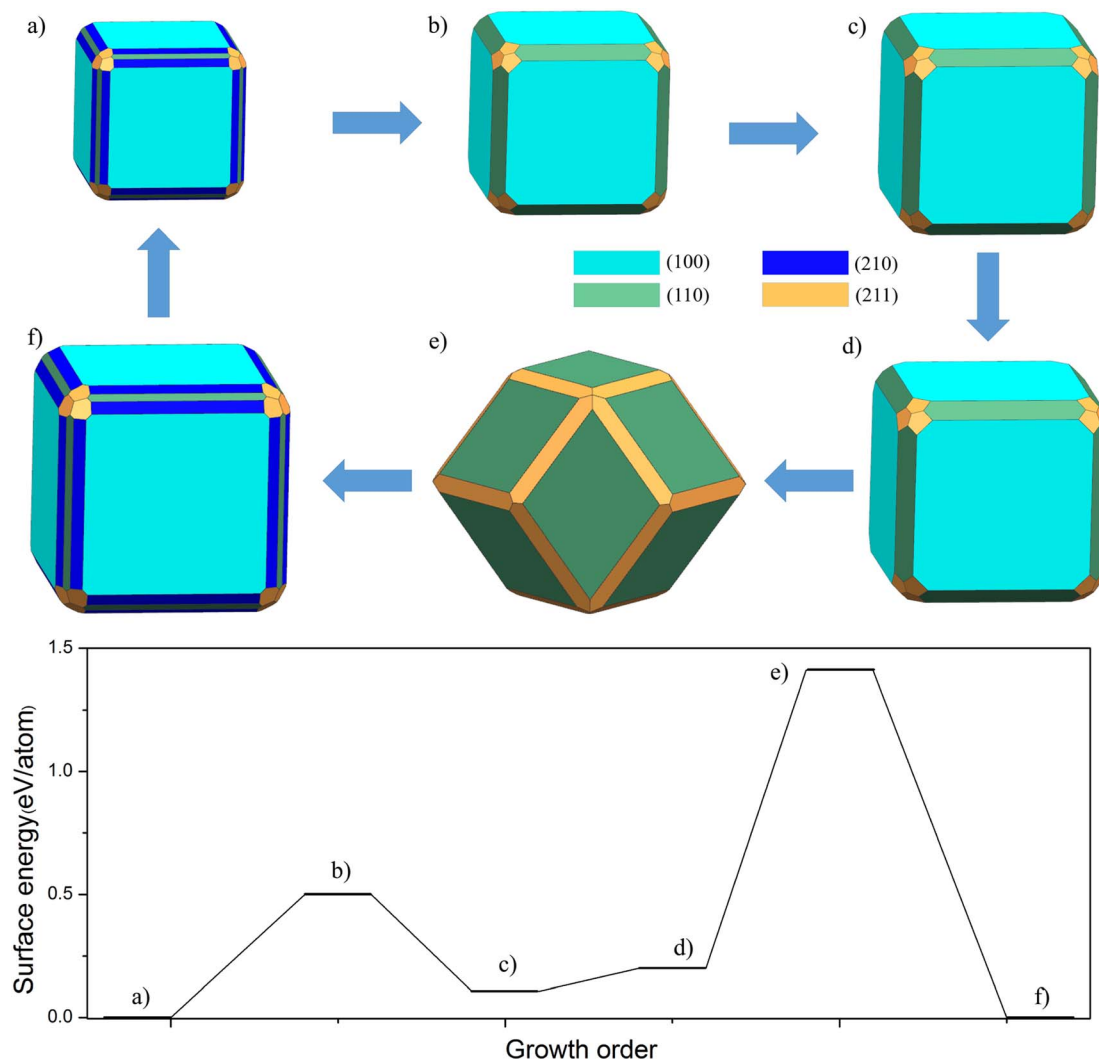 a)
b)
c)
(100)
(210)
(110)
(211)
f)
e)
d)
1.5
1.0
0.5
0.0
Surface energy(eV/atom)
a)
b)
c)
d)
e)
f)
Growth order